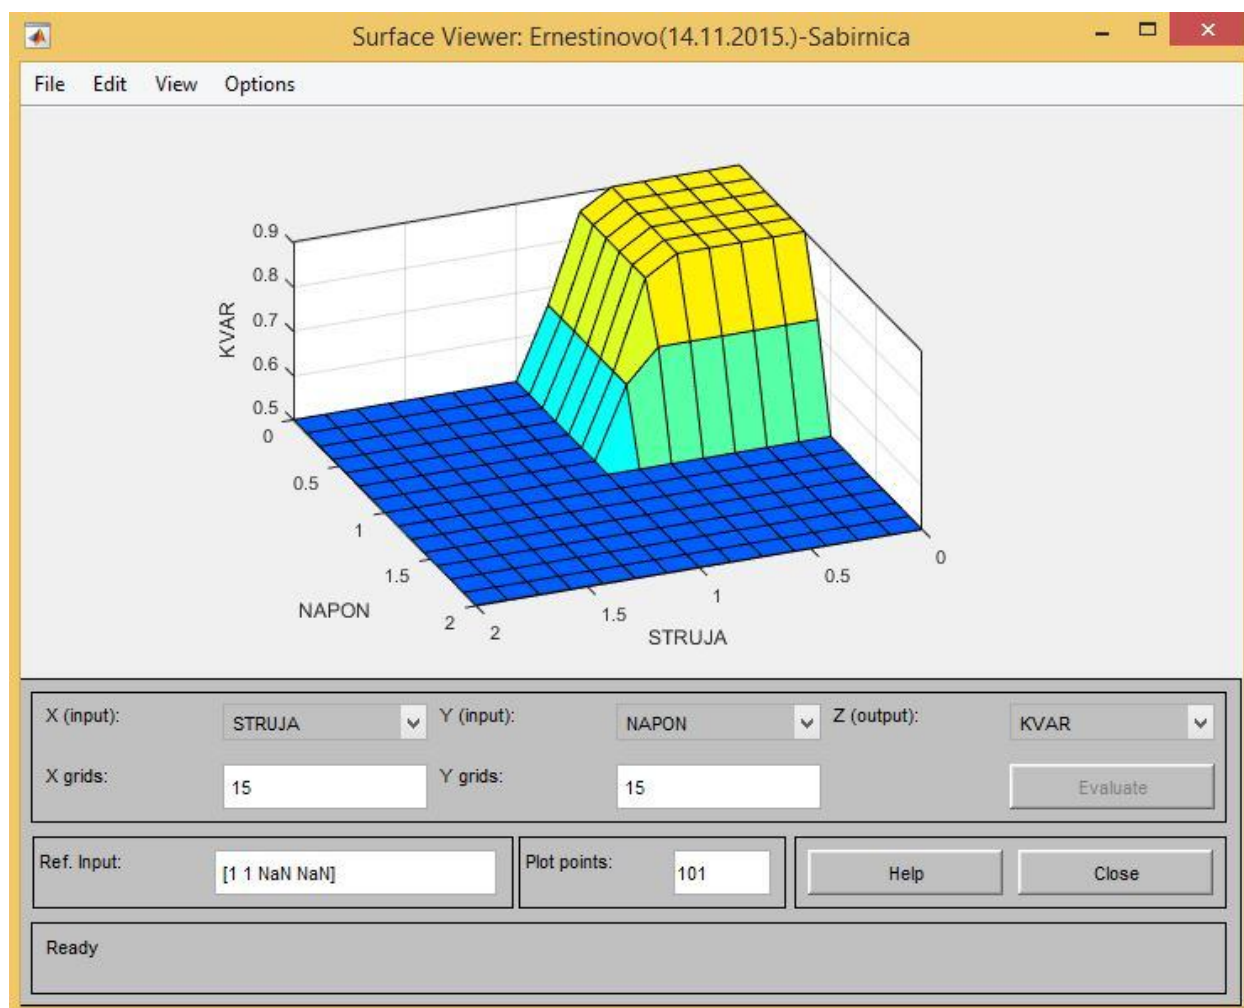 Surface Viewer: Ernestinovo(14.11.2015.)-Sabirnica
File Edit View Options
0.9
0.8
0.7
0.6
0.5
KVAR
0
0.5
1
1.5
2
NAPON
2
1.5
1
0.5
0
STRUJA
X (input): STRUJA Y (input): NAPON Z (output): KVAR
X grids: 15 Y grids: 15 Evaluate
Ref. Input: [1 1 NaN NaN] Plot points: 101 Help Close
Ready